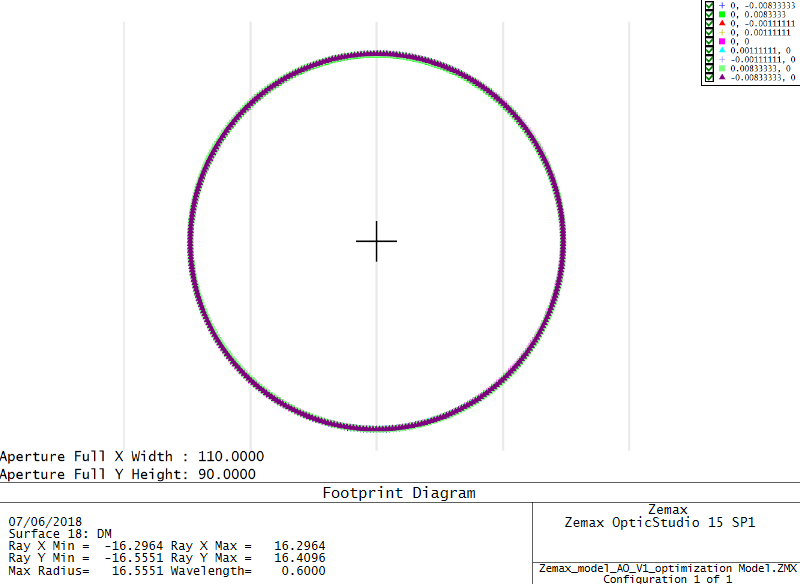 0, -0.00833333
0, 0.0083333
0, -0.00111111
0, 0.00111111
0, 0
0.00111111, 0
-0.00111111, 0
0.00833333, 0
-0.00833333, 0
Aperture Full X Width : 110.0000
Aperture Full Y Height: 90.0000
Footprint Diagram
07/06/2018
Surface 18: DM
Ray X Min = -16.2964 Ray X Max = 16.2964
Ray Y Min = -16.5551 Ray Y Max = 16.4096
Max Radius= 16.5551 Wavelength= 0.6000
Zemax
Zemax OpticStudio 15 SP1
Zemax_model_AO_V1_optimization Model.ZMX
Configuration 1 of 1